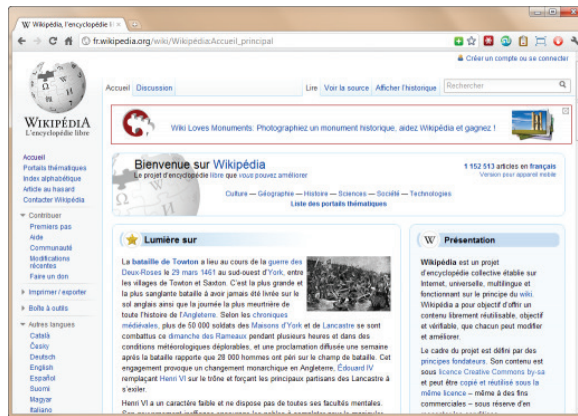 Wikipédia, l'encyclopédie li
fr.wikipedia.org/wiki/Wikipédia:Accueil_principal
Créer un compte ou se connecter
Accueil Discussion Lire Voir la source Afficher l'historique Rechercher
WIKIPÉDIA
L'encyclopédie libre
Wiki Loves Monuments: Photographiez un monument historique, aidez Wikipédia et gagnez !
Accueil
Portails thématiques
Index alphabétique
Article au hasard
Contacter Wikipédia
Contribuer
Premiers pas
Aide
Communauté
Modifications
récentes
Faire un don
Imprimer / exporter
Boîte à outils
Autres langues
Català
Česky
Deutsch
English
Español
Suomi
Magyar
Italiano
Bienvenue sur Wikipédia
Le projet d'encyclopédie libre que vous pouvez améliorer
1 152 513 articles en français
Version pour appareil mobile
Culture — Géographie — Histoire — Sciences — Société — Technologies
Liste des portails thématiques
Lumière sur
La bataille de Towton a lieu au cours de la guerre des
Deux-Roses le 29 mars 1461 au sud-ouest d'York, entre
les villages de Towton et Saxton. C'est la plus grande et
la plus sanglante bataille à avoir jamais été livrée sur le
sol anglais ainsi que la journée la plus meurtrière de
toute l'histoire de l'Angleterre. Selon les chroniques
médiévales, plus de 50 000 soldats des Maisons d'York et de Lancastre se sont
combattus ce dimanche des Rameaux pendant plusieurs heures et dans des
conditions météorologiques déplorables, et une proclamation diffusée une semaine
après la bataille rapporte que 28 000 hommes ont péri sur le champ de bataille. Cet
engagement provoque un changement monarchique en Angleterre, Édouard IV
remplaçant Henri VI sur le trône et forçant les principaux partisans des Lancastre à
s'exiler.
Henri VI a un caractère faible et ne dispose pas de toutes ses facultés mentales.
W Présentation
Wikipédia est un projet
d'encyclopédie collective établie sur
Internet, universelle, multilingue et
fonctionnant sur le principe du wiki.
Wikipédia a pour objectif d'offrir un
contenu librement réutilisable, objectif
et vérifiable, que chacun peut modifier
et améliorer.
Le cadre du projet est défini par des
principes fondateurs. Son contenu est
sous licence Creative Commons by-sa
et peut être copié et réutilisé sous la
même licence – même à des fins
commerciales – sous réserve d'en